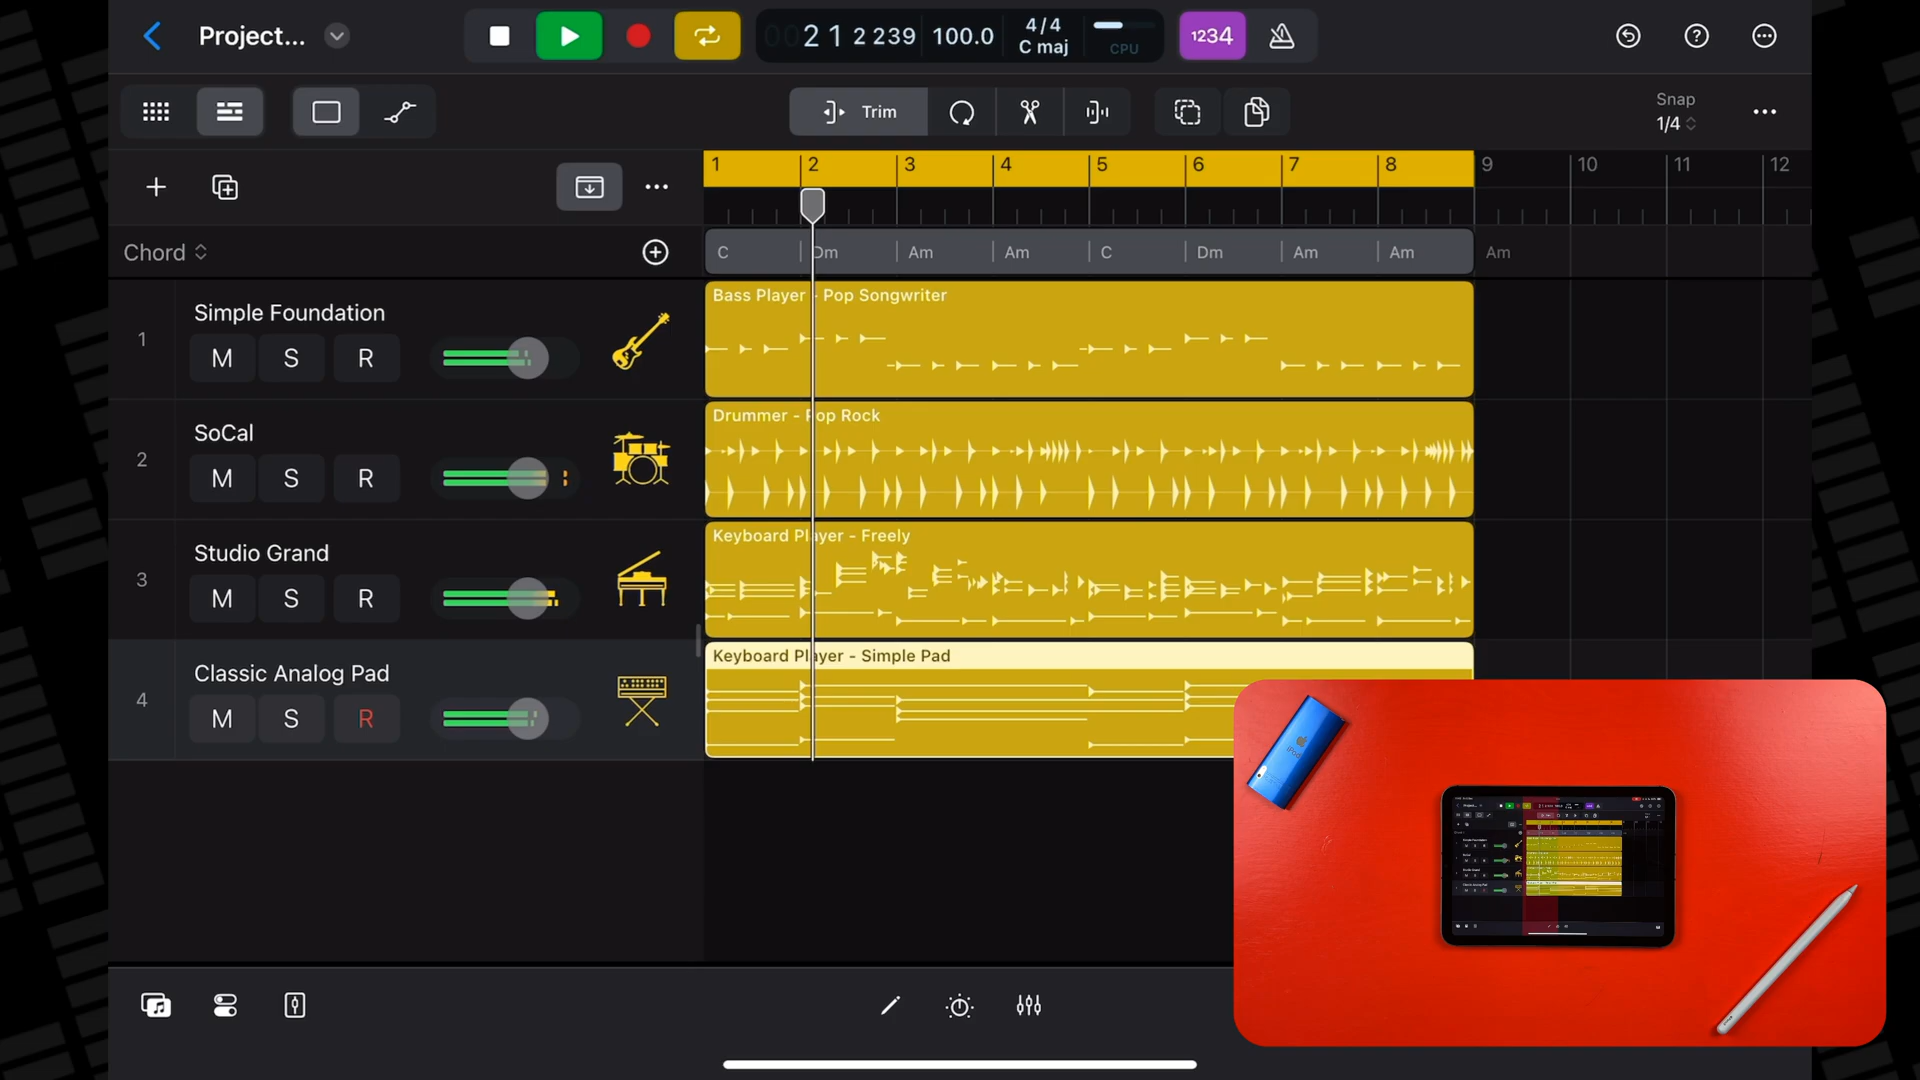 Project...
2 1 2 239
100.0
4/4
C maj
CPU
1234
Trim
Snap
1/4
1 2 3 4 5 6 7 8 9 10 11 12
Chord
C Dm Am Am C Dm Am Am Am
1
Simple Foundation
M S R
Bass Player - Pop Songwriter
2
SoCal
M S R
Drummer - Pop Rock
3
Studio Grand
M S R
Keyboard Player - Freely
4
Classic Analog Pad
M S R
Keyboard Player - Simple Pad
iPod